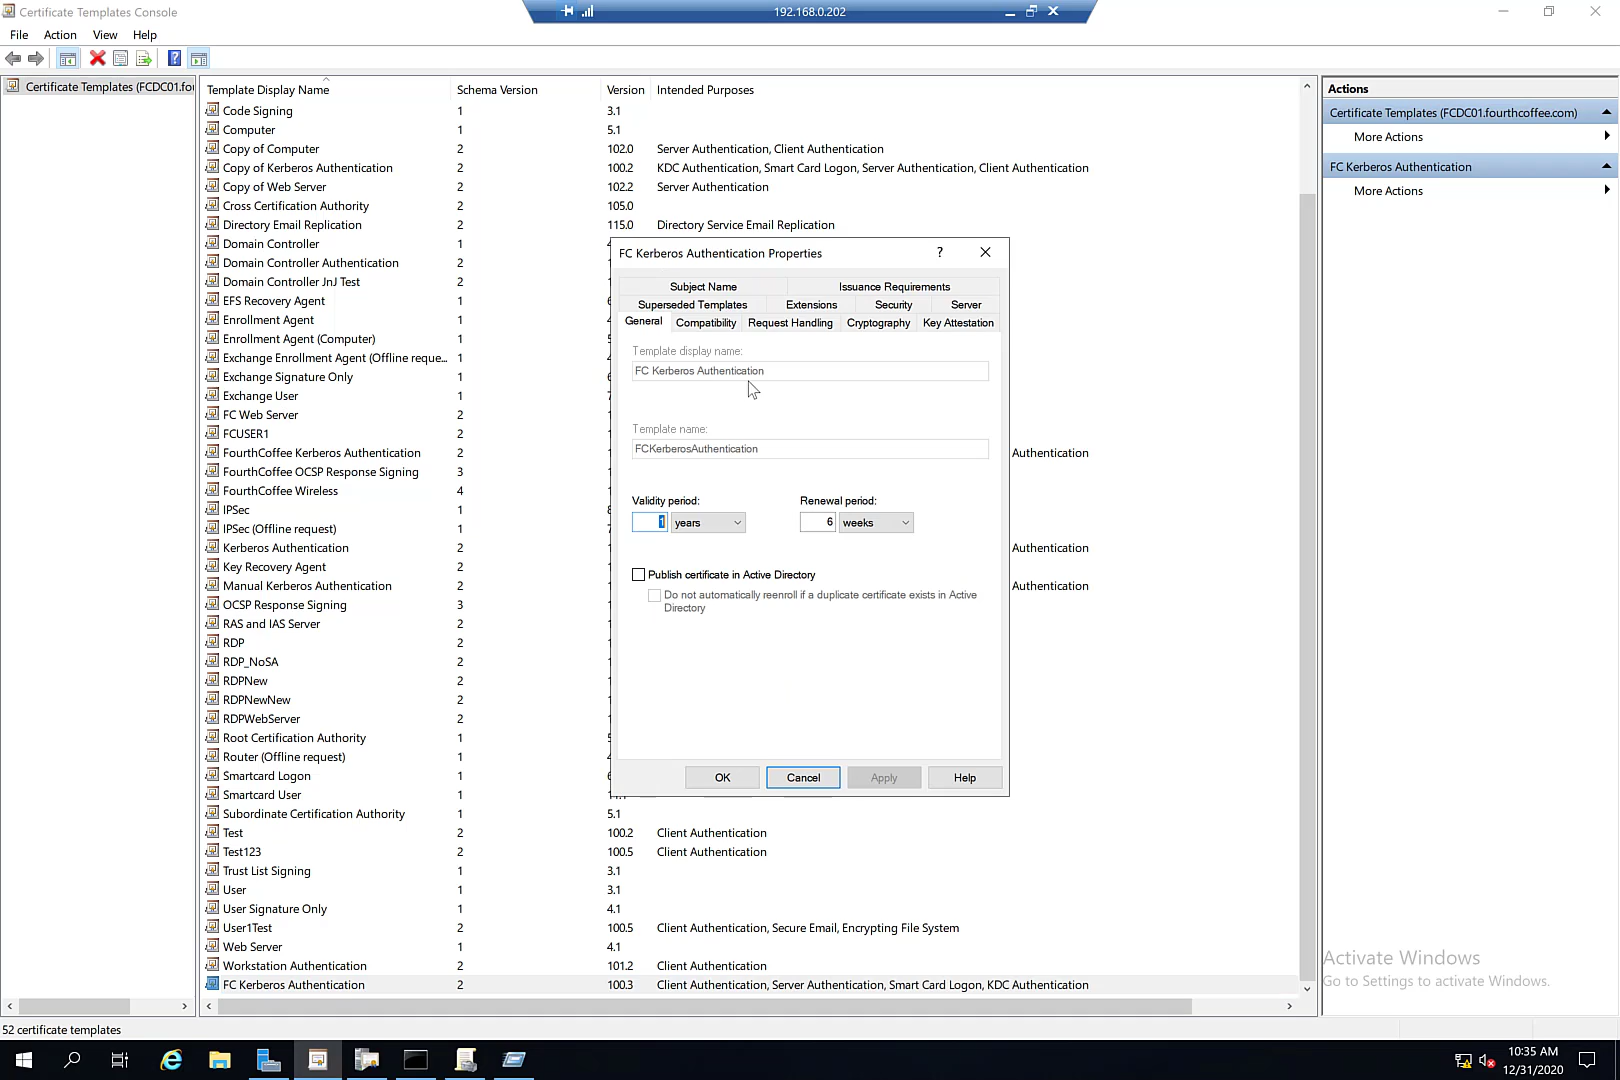 Certificate Templates Console
192.168.0.202
File Action View Help
Certificate Templates (FCDC01.fou
Template Display Name Schema Version Version Intended Purposes
Code Signing 1 3.1
Computer 1 5.1
Copy of Computer 2 102.0 Server Authentication, Client Authentication
Copy of Kerberos Authentication 2 100.2 KDC Authentication, Smart Card Logon, Server Authentication, Client Authentication
Copy of Web Server 2 102.2 Server Authentication
Cross Certification Authority 2 105.0
Directory Email Replication 2 115.0 Directory Service Email Replication
Domain Controller 1
Domain Controller Authentication 2
Domain Controller JnJ Test 2
EFS Recovery Agent 1
Enrollment Agent 1
Enrollment Agent (Computer) 1
Exchange Enrollment Agent (Offline reque... 1
Exchange Signature Only 1
Exchange User 1
FC Web Server 2
FCUSER1 2
FourthCoffee Kerberos Authentication 2 Authentication
FourthCoffee OCSP Response Signing 3
FourthCoffee Wireless 4
IPSec 1
IPSec (Offline request) 1
Kerberos Authentication 2 Authentication
Key Recovery Agent 2
Manual Kerberos Authentication 2 Authentication
OCSP Response Signing 3
RAS and IAS Server 2
RDP 2
RDP_NoSA 2
RDPNew 2
RDPNewNew 2
RDPWebServer 2
Root Certification Authority 1
Router (Offline request) 1
Smartcard Logon 1
Smartcard User 1
Subordinate Certification Authority 1 5.1
Test 2 100.2 Client Authentication
Test123 2 100.5 Client Authentication
Trust List Signing 1 3.1
User 1 3.1
User Signature Only 1 4.1
User1Test 2 100.5 Client Authentication, Secure Email, Encrypting File System
Web Server 1 4.1
Workstation Authentication 2 101.2 Client Authentication
FC Kerberos Authentication 2 100.3 Client Authentication, Server Authentication, Smart Card Logon, KDC Authentication
FC Kerberos Authentication Properties ?
Subject Name Issuance Requirements
Superseded Templates Extensions Security Server
General Compatibility Request Handling Cryptography Key Attestation
Template display name:
FC Kerberos Authentication
Template name:
FCKerberosAuthentication
Validity period: Renewal period:
1 years 6 weeks
Publish certificate in Active Directory
Do not automatically reenroll if a duplicate certificate exists in Active
Directory
OK Cancel Apply Help
Actions
Certificate Templates (FCDC01.fourthcoffee.com)
More Actions
FC Kerberos Authentication
More Actions
Activate Windows
Go to Settings to activate Windows.
52 certificate templates
10:35 AM
12/31/2020